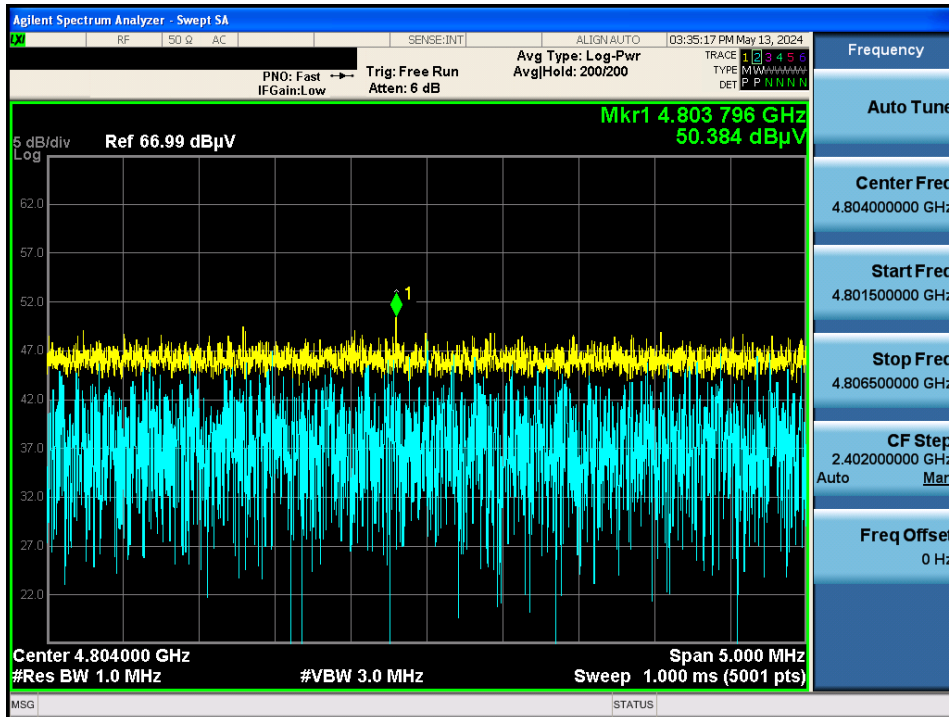 Agilent Spectrum Analyzer - Swept SA
LXI RF 50 Ω AC SENSE:INT ALIGN AUTO 03:35:17 PM May 13, 2024
Frequency
PNO: Fast
IFGain:Low
Trig: Free Run
Atten: 6 dB
Avg Type: Log-Pwr
Avg|Hold: 200/200
TRACE 1 2 3 4 5 6
TYPE M W
DET P P N N N N
Auto Tune
Mkr1 4.803 796 GHz
50.384 dBµV
5 dB/div Ref 66.99 dBµV
Log
62.0
57.0
52.0
47.0
42.0
37.0
32.0
27.0
22.0
1
Center Freq
4.804000000 GHz
Start Freq
4.801500000 GHz
Stop Freq
4.806500000 GHz
CF Step
2.402000000 GHz
Auto Man
Freq Offset
0 Hz
Center 4.804000 GHz Span 5.000 MHz
#Res BW 1.0 MHz #VBW 3.0 MHz Sweep 1.000 ms (5001 pts)
MSG STATUS